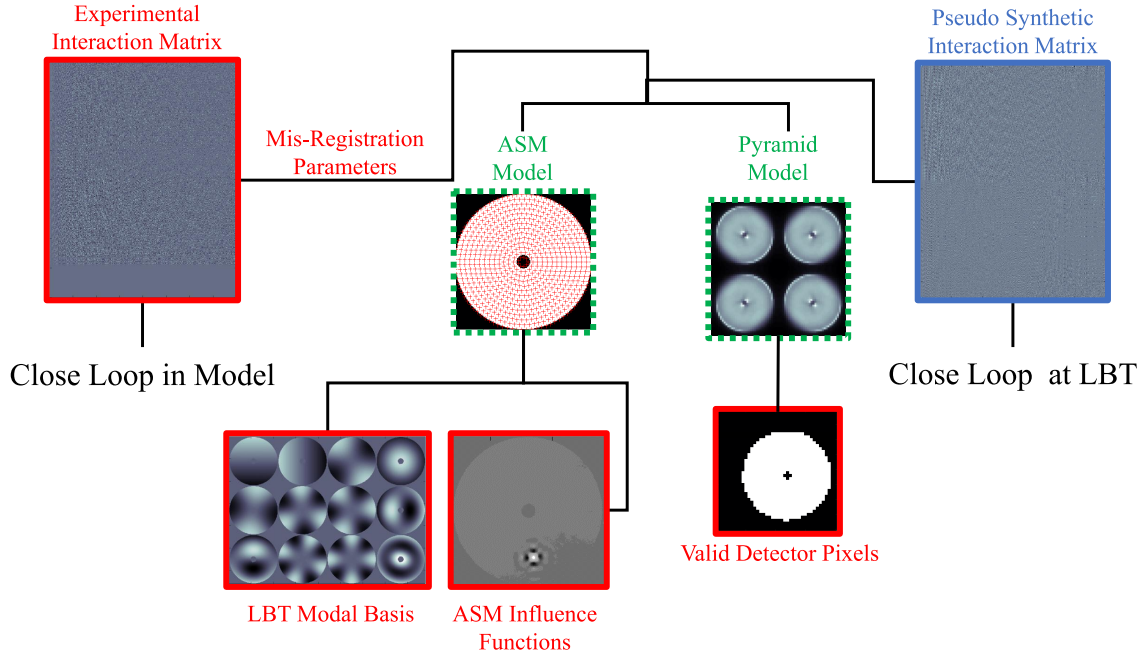 Experimental
Interaction Matrix
Pseudo Synthetic
Interaction Matrix
Mis-Registration
Parameters
ASM
Model
Pyramid
Model
Close Loop in Model
Close Loop at LBT
Valid Detector Pixels
LBT Modal Basis
ASM Influence
Functions